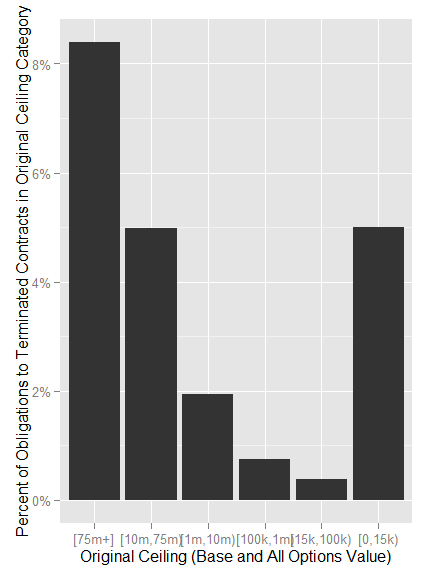 Percent of Obligations to Terminated Contracts in Original Ceiling Category
8%
6%
4%
2%
0%
[75m+] [10m,75m) [1m,10m) [100k,1m) [15k,100k) [0,15k)
Original Ceiling (Base and All Options Value)